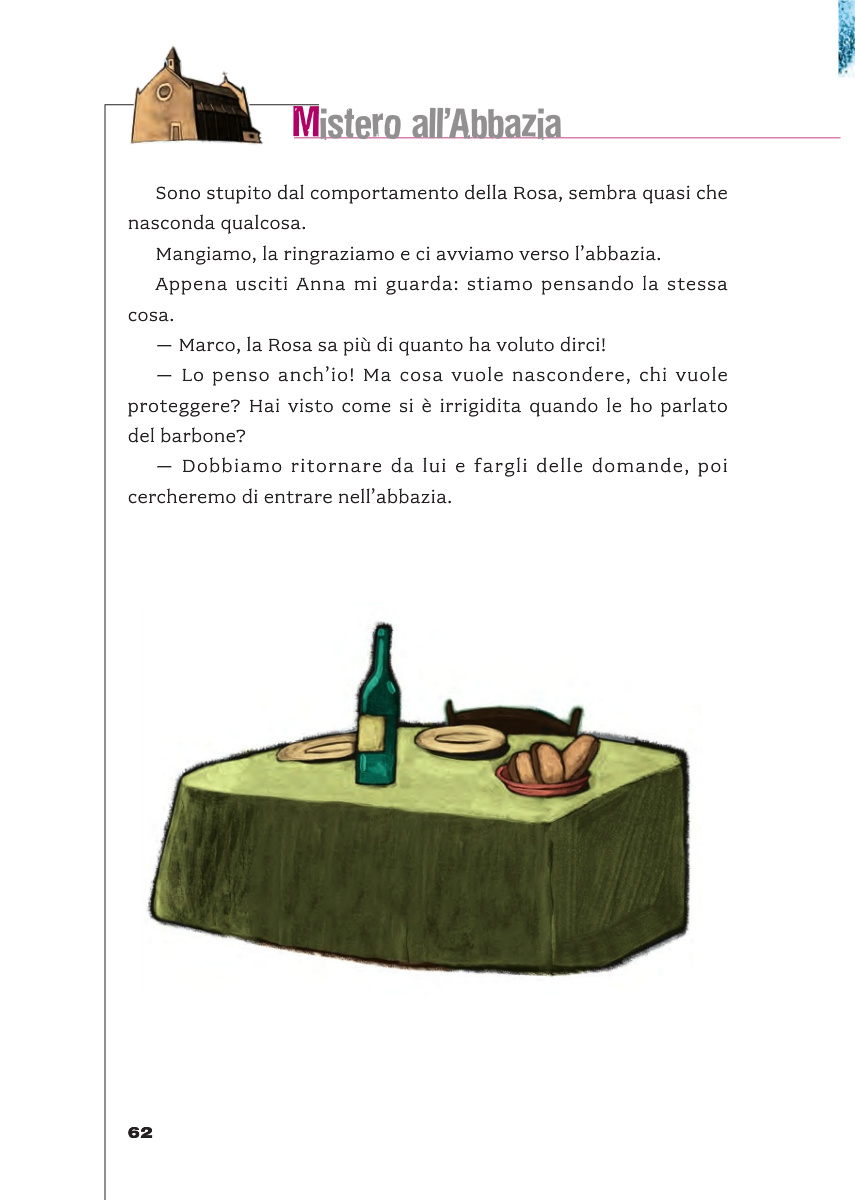 Mistero all'Abbazia
Sono stupito dal comportamento della Rosa, sembra quasi che
nasconda qualcosa.
Mangiamo, la ringraziamo e ci avviamo verso l'abbazia.
Appena usciti Anna mi guarda: stiamo pensando la stessa
cosa.
— Marco, la Rosa sa più di quanto ha voluto dirci!
— Lo penso anch'io! Ma cosa vuole nascondere, chi vuole
proteggere? Hai visto come si è irrigidita quando le ho parlato
del barbone?
— Dobbiamo ritornare da lui e fargli delle domande, poi
cercheremo di entrare nell'abbazia.
62